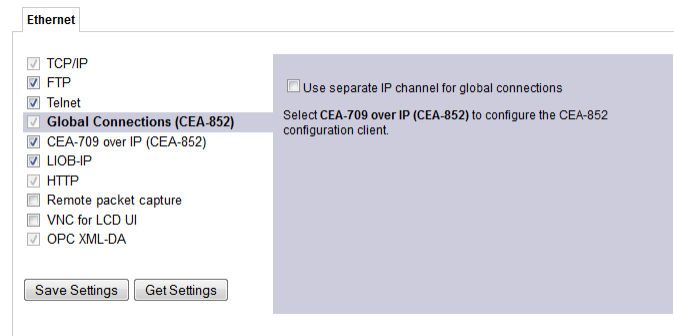 Ethernet
TCP/IP
FTP
Telnet
Global Connections (CEA-852)
CEA-709 over IP (CEA-852)
LIOB-IP
HTTP
Remote packet capture
VNC for LCD UI
OPC XML-DA
Save Settings Get Settings
Use separate IP channel for global connections
Select CEA-709 over IP (CEA-852) to configure the CEA-852
configuration client.